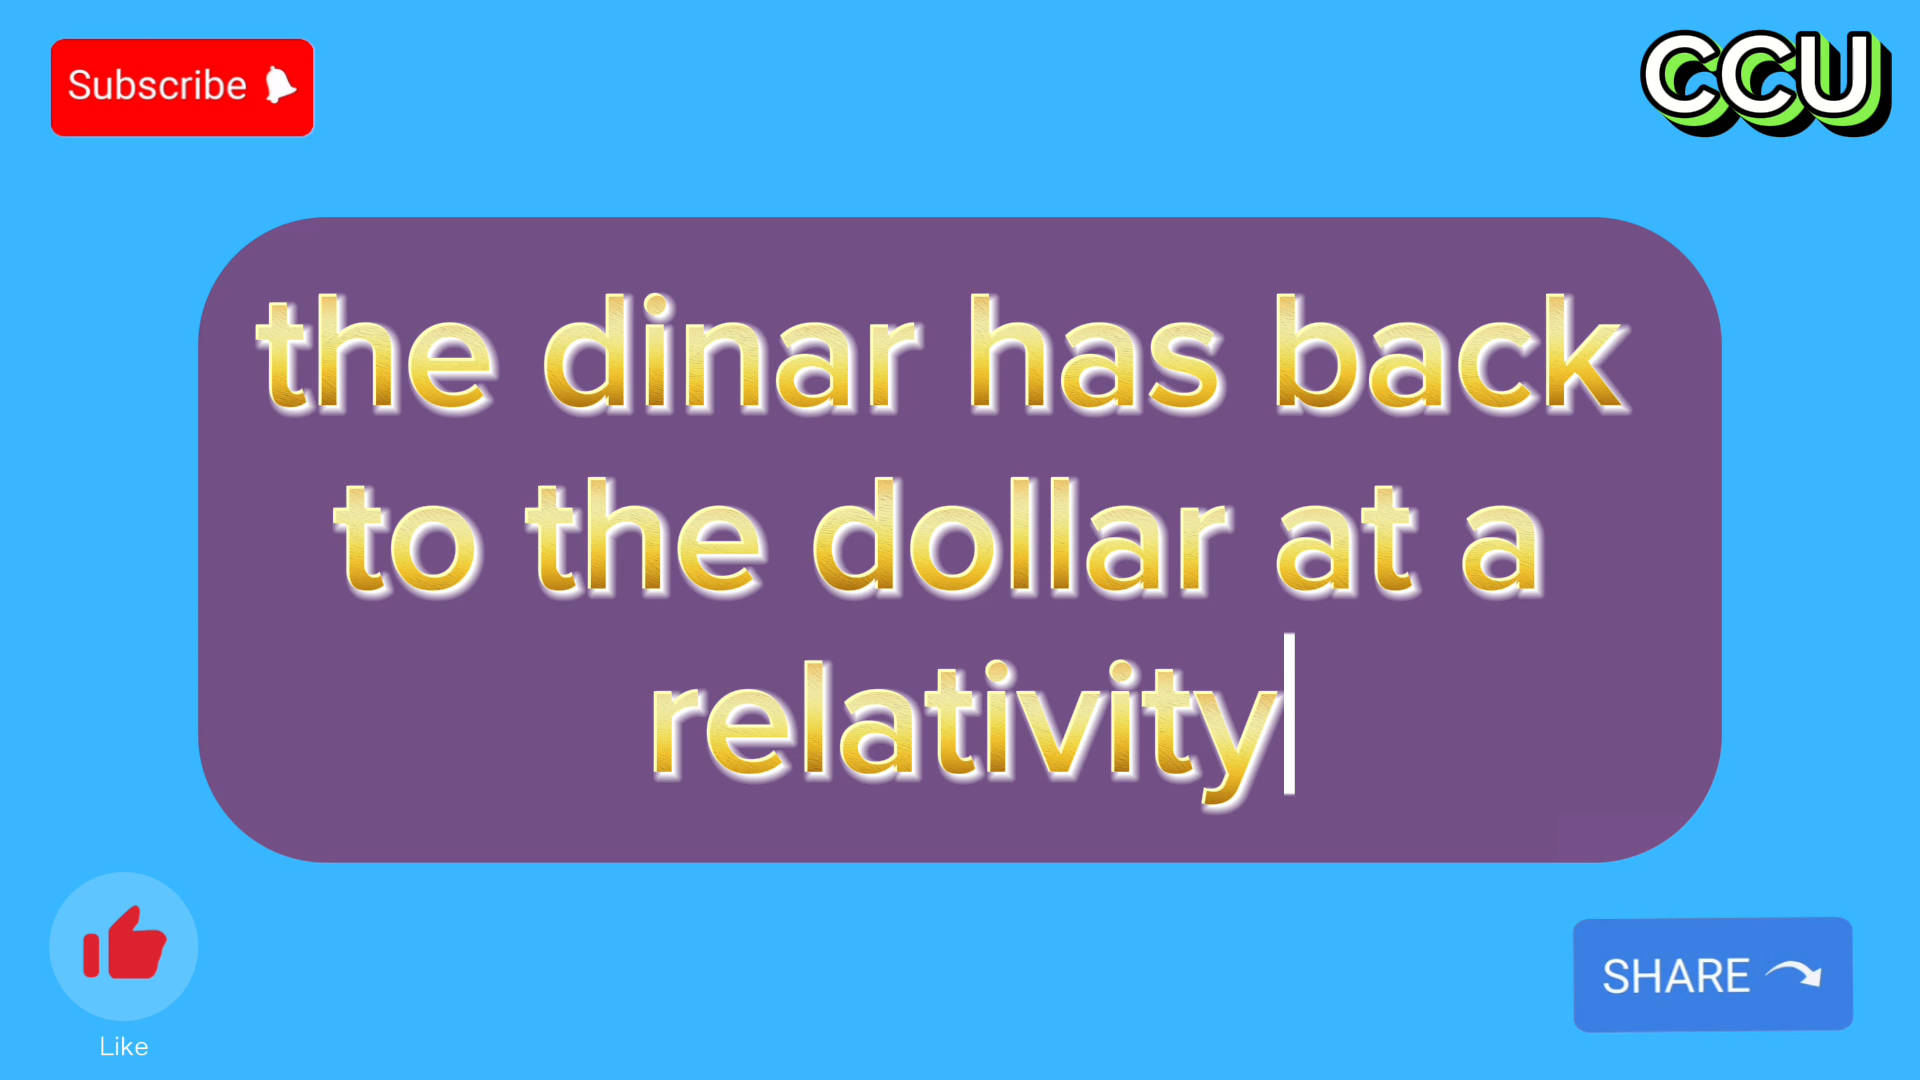 Subscribe
CCU
the dinar has back
to the dollar at a
relativity
Like
SHARE